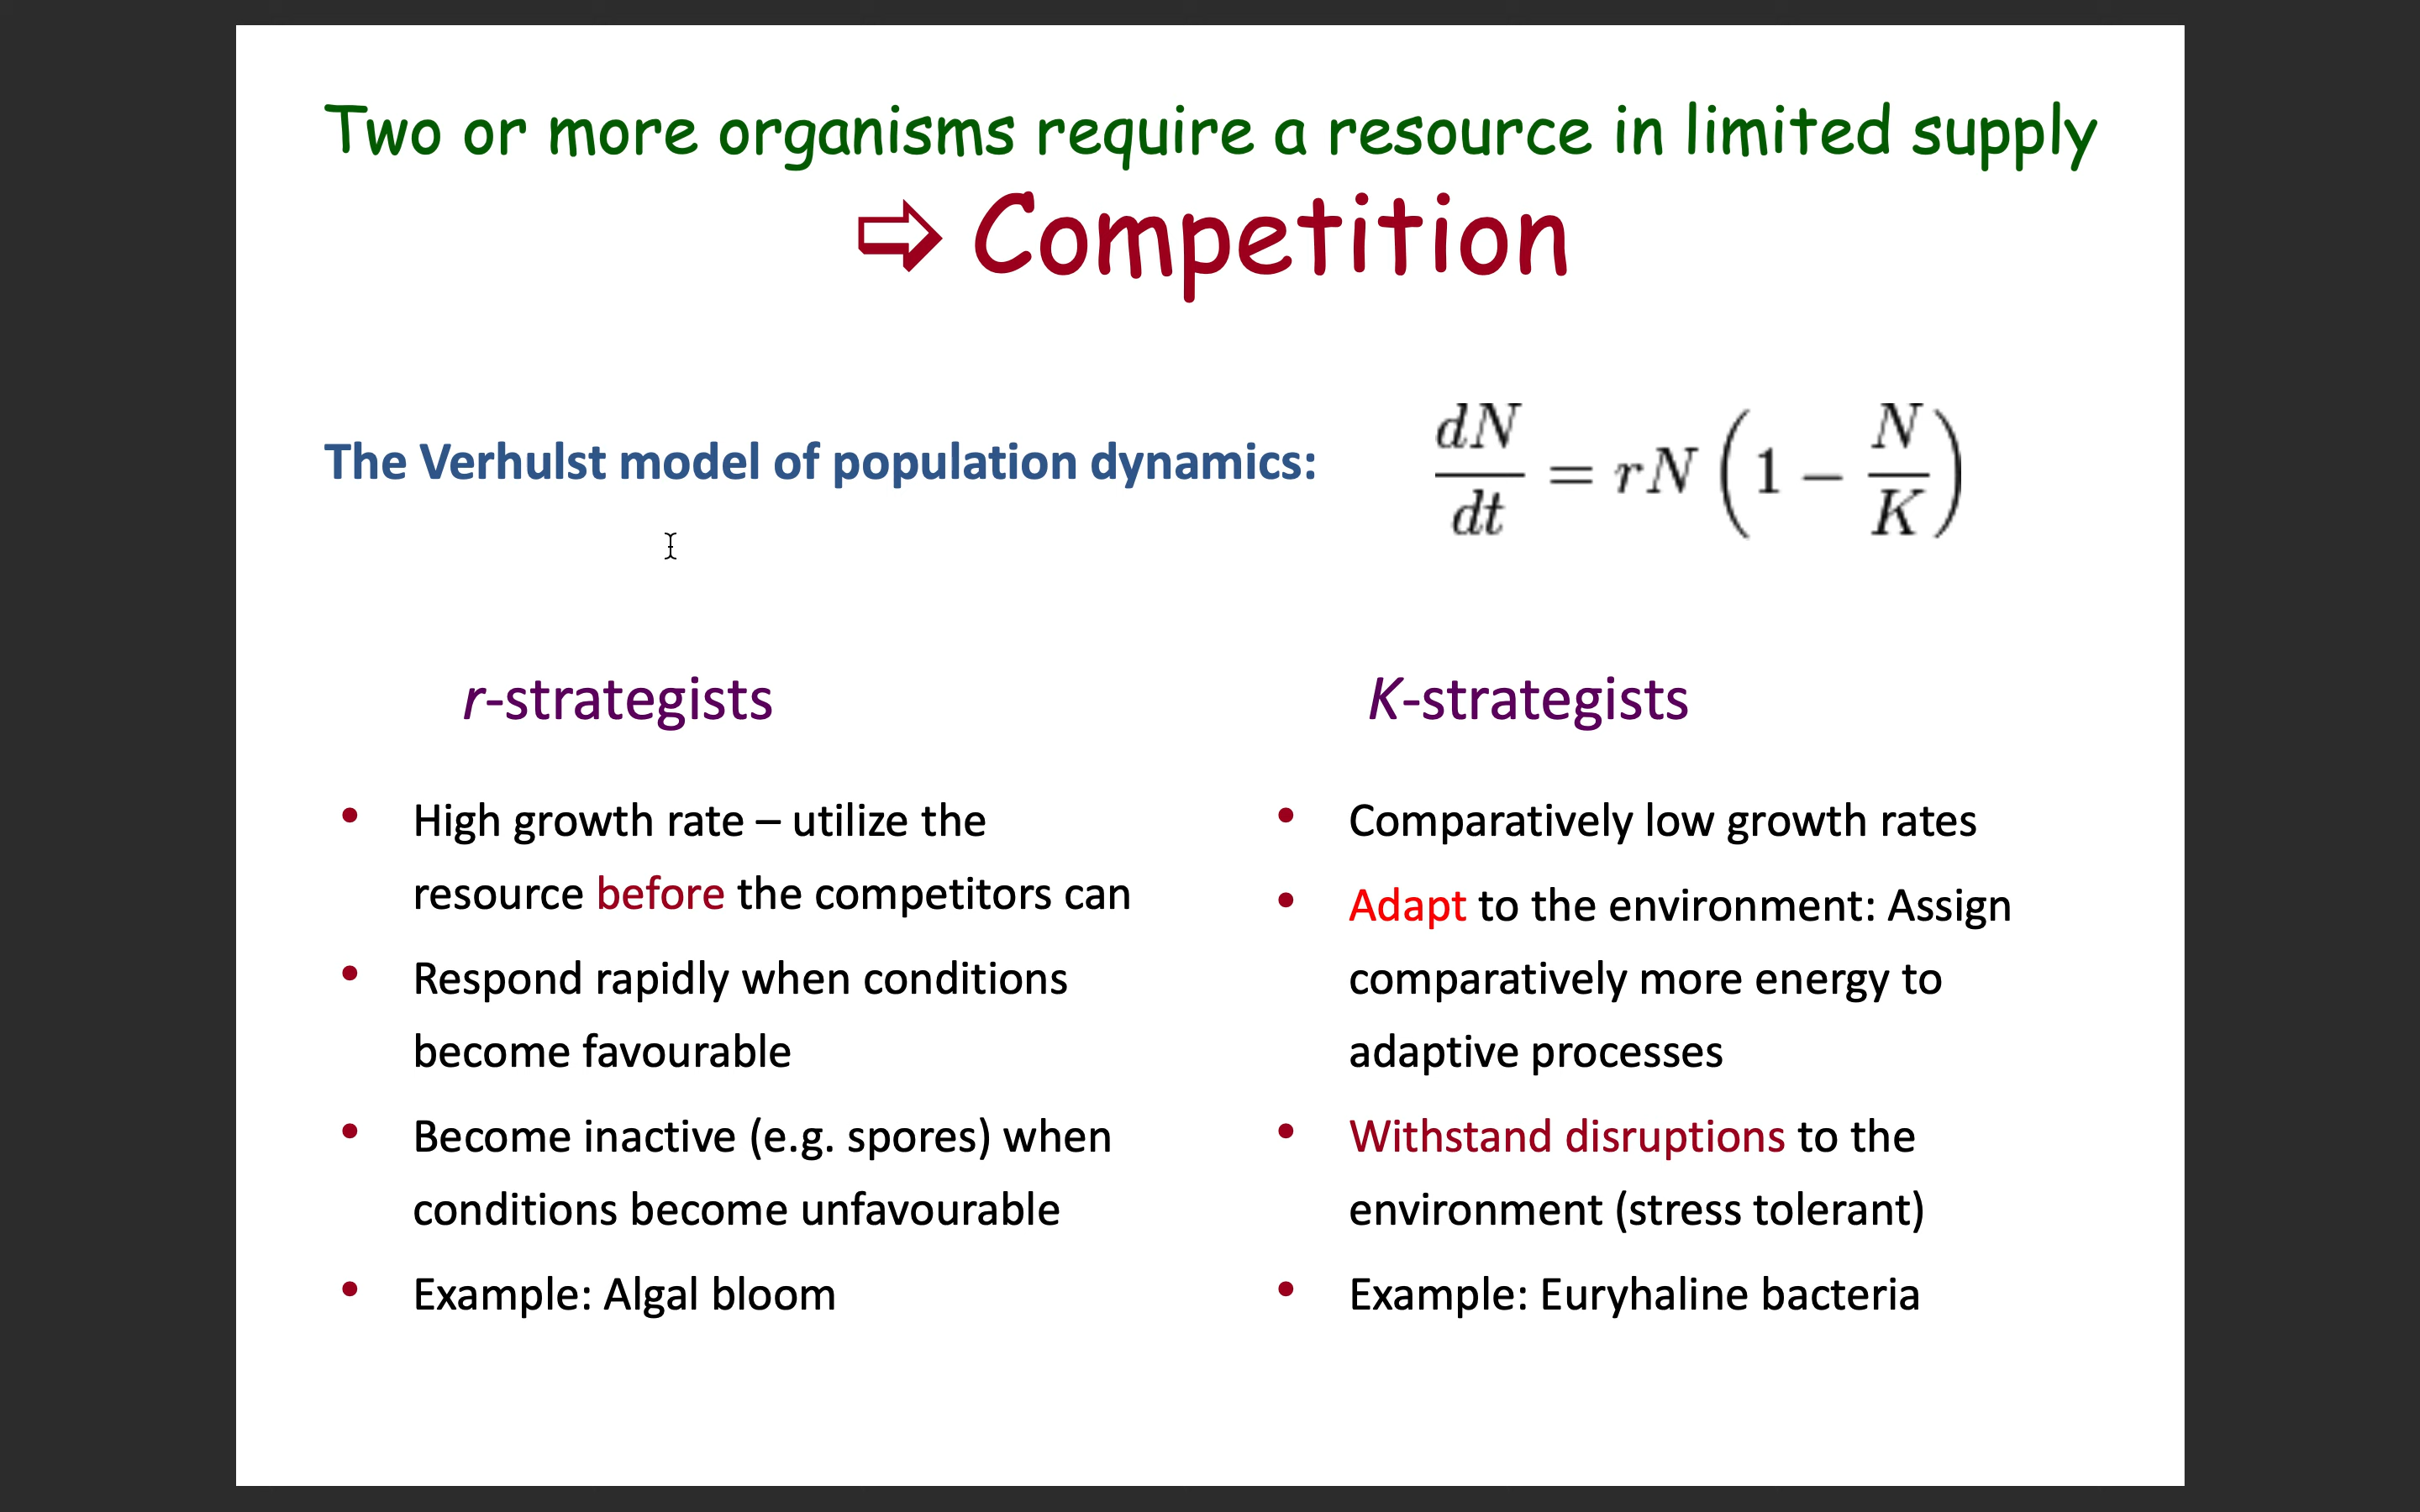 Two or more organisms require a resource in limited supply
⇨ Competition
The Verhulst model of population dynamics:
dN/dt = rN(1 − N/K)
r-strategists
• High growth rate – utilize the
resource before the competitors can
• Respond rapidly when conditions
become favourable
• Become inactive (e.g. spores) when
conditions become unfavourable
• Example: Algal bloom
K-strategists
• Comparatively low growth rates
• Adapt to the environment: Assign
comparatively more energy to
adaptive processes
• Withstand disruptions to the
environment (stress tolerant)
• Example: Euryhaline bacteria